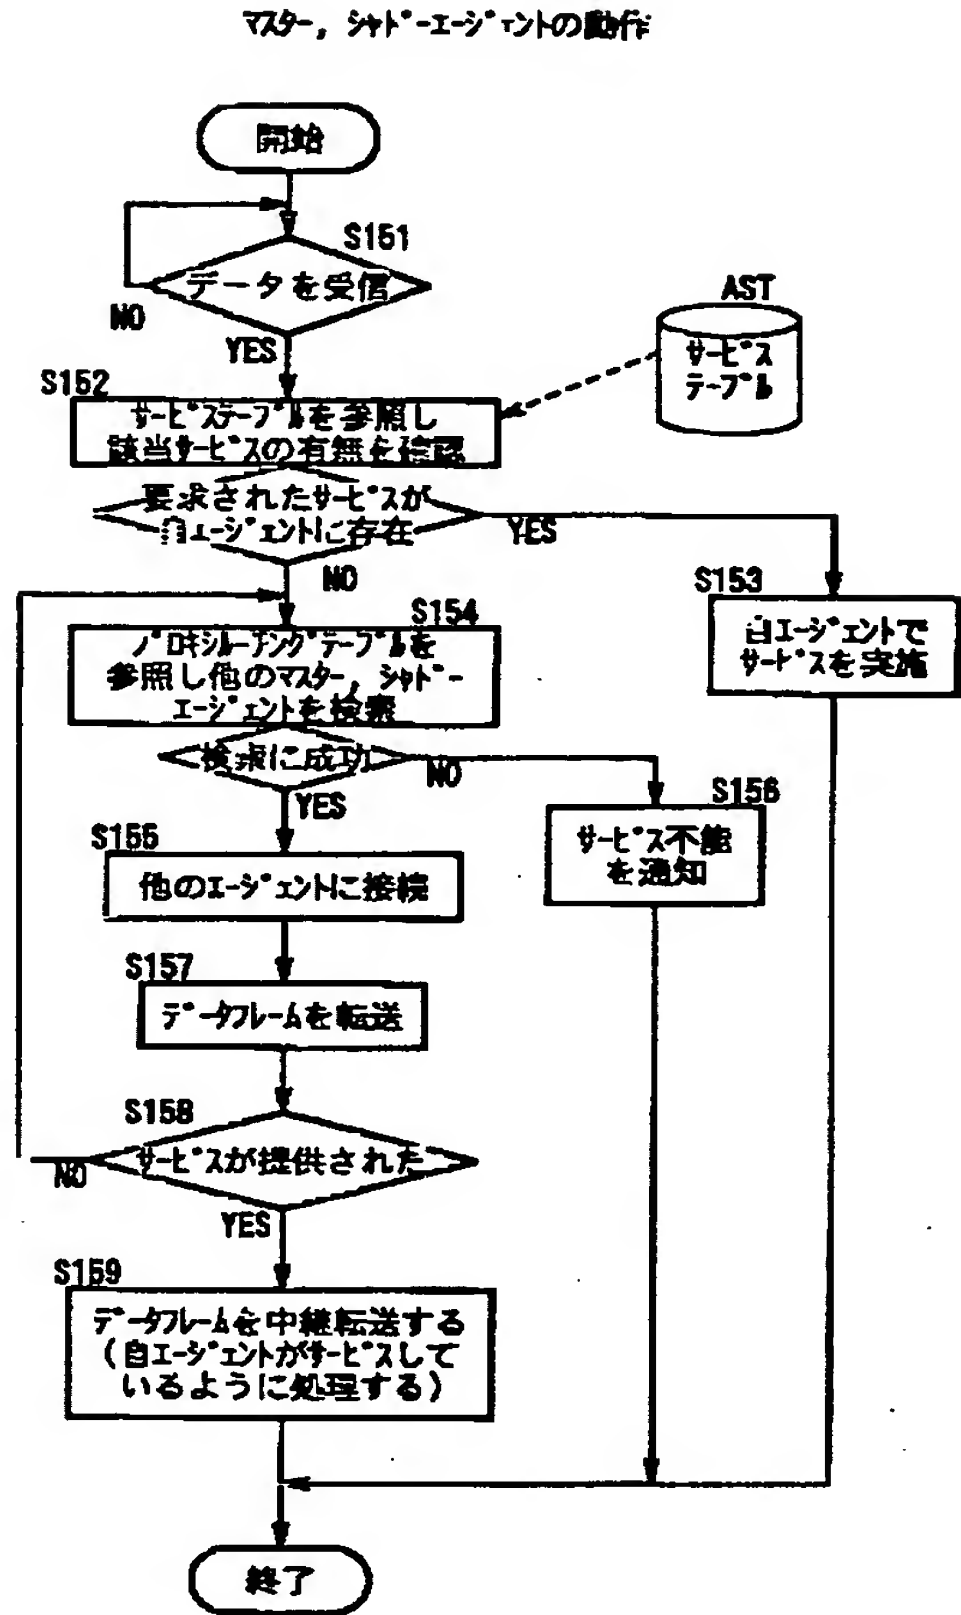 マスター，シャドーエージェントの動作
開始
S151
データを受信
NO
YES
AST
サービス
テーブル
S152
サービステーブルを参照し
該当サービスの有無を確認
要求されたサービスが
自エージェントに存在
YES
NO
S153
自エージェントで
サービスを実施
S154
プロキシルーチングテーブルを
参照し他のマスター，シャドー
エージェントを検索
検索に成功
NO
YES
S156
サービス不能
を通知
S155
他のエージェントに接続
S157
データフレームを転送
S158
サービスが提供された
NO
YES
S159
データフレームを中継転送する
（自エージェントがサービスして
いるように処理する）
終了